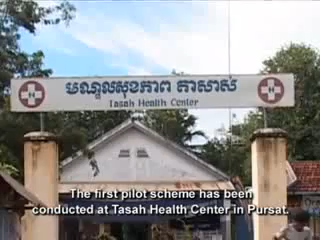 មណ្ឌលសុខភាព តាសាស់
Tasah Health Center
The first pilot scheme has been
conducted at Tasah Health Center in Pursat.